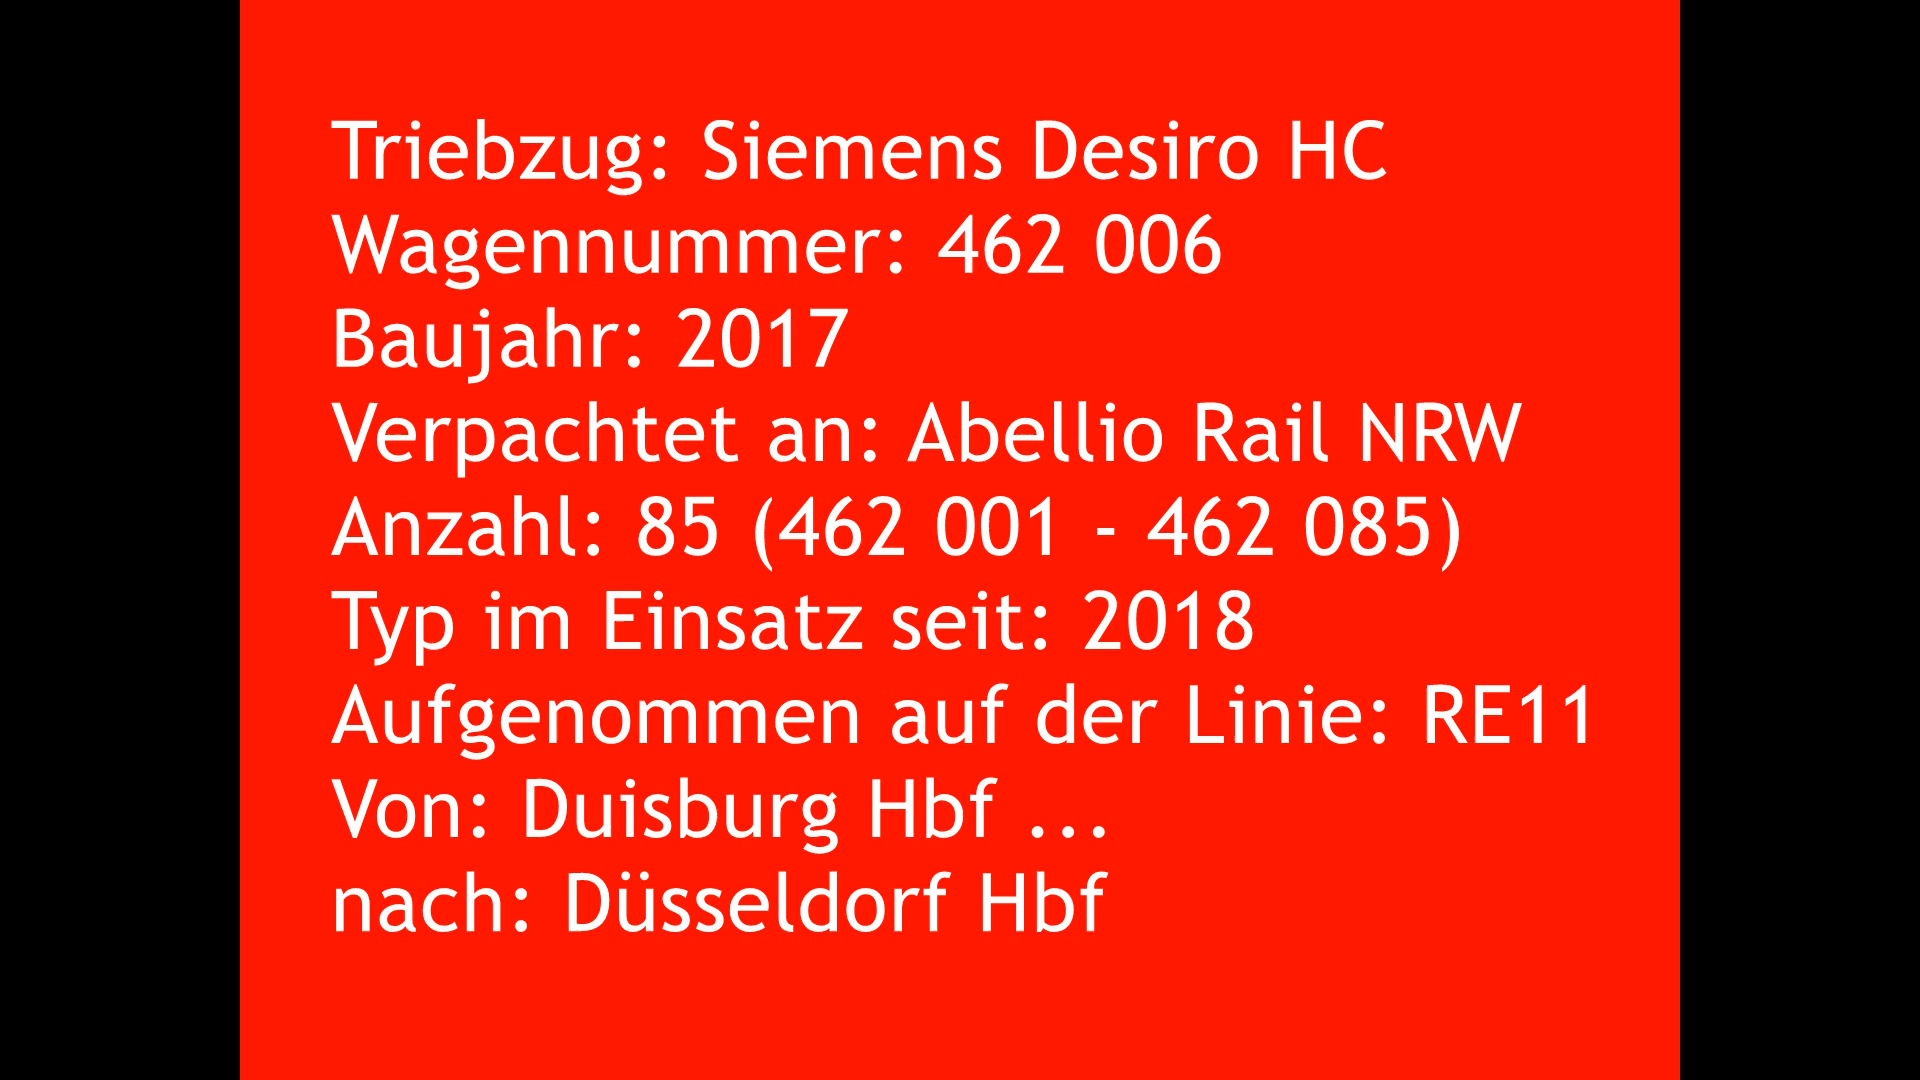 Triebzug: Siemens Desiro HC
Wagennummer: 462 006
Baujahr: 2017
Verpachtet an: Abellio Rail NRW
Anzahl: 85 (462 001 - 462 085)
Typ im Einsatz seit: 2018
Aufgenommen auf der Linie: RE11
Von: Duisburg Hbf ...
nach: Düsseldorf Hbf